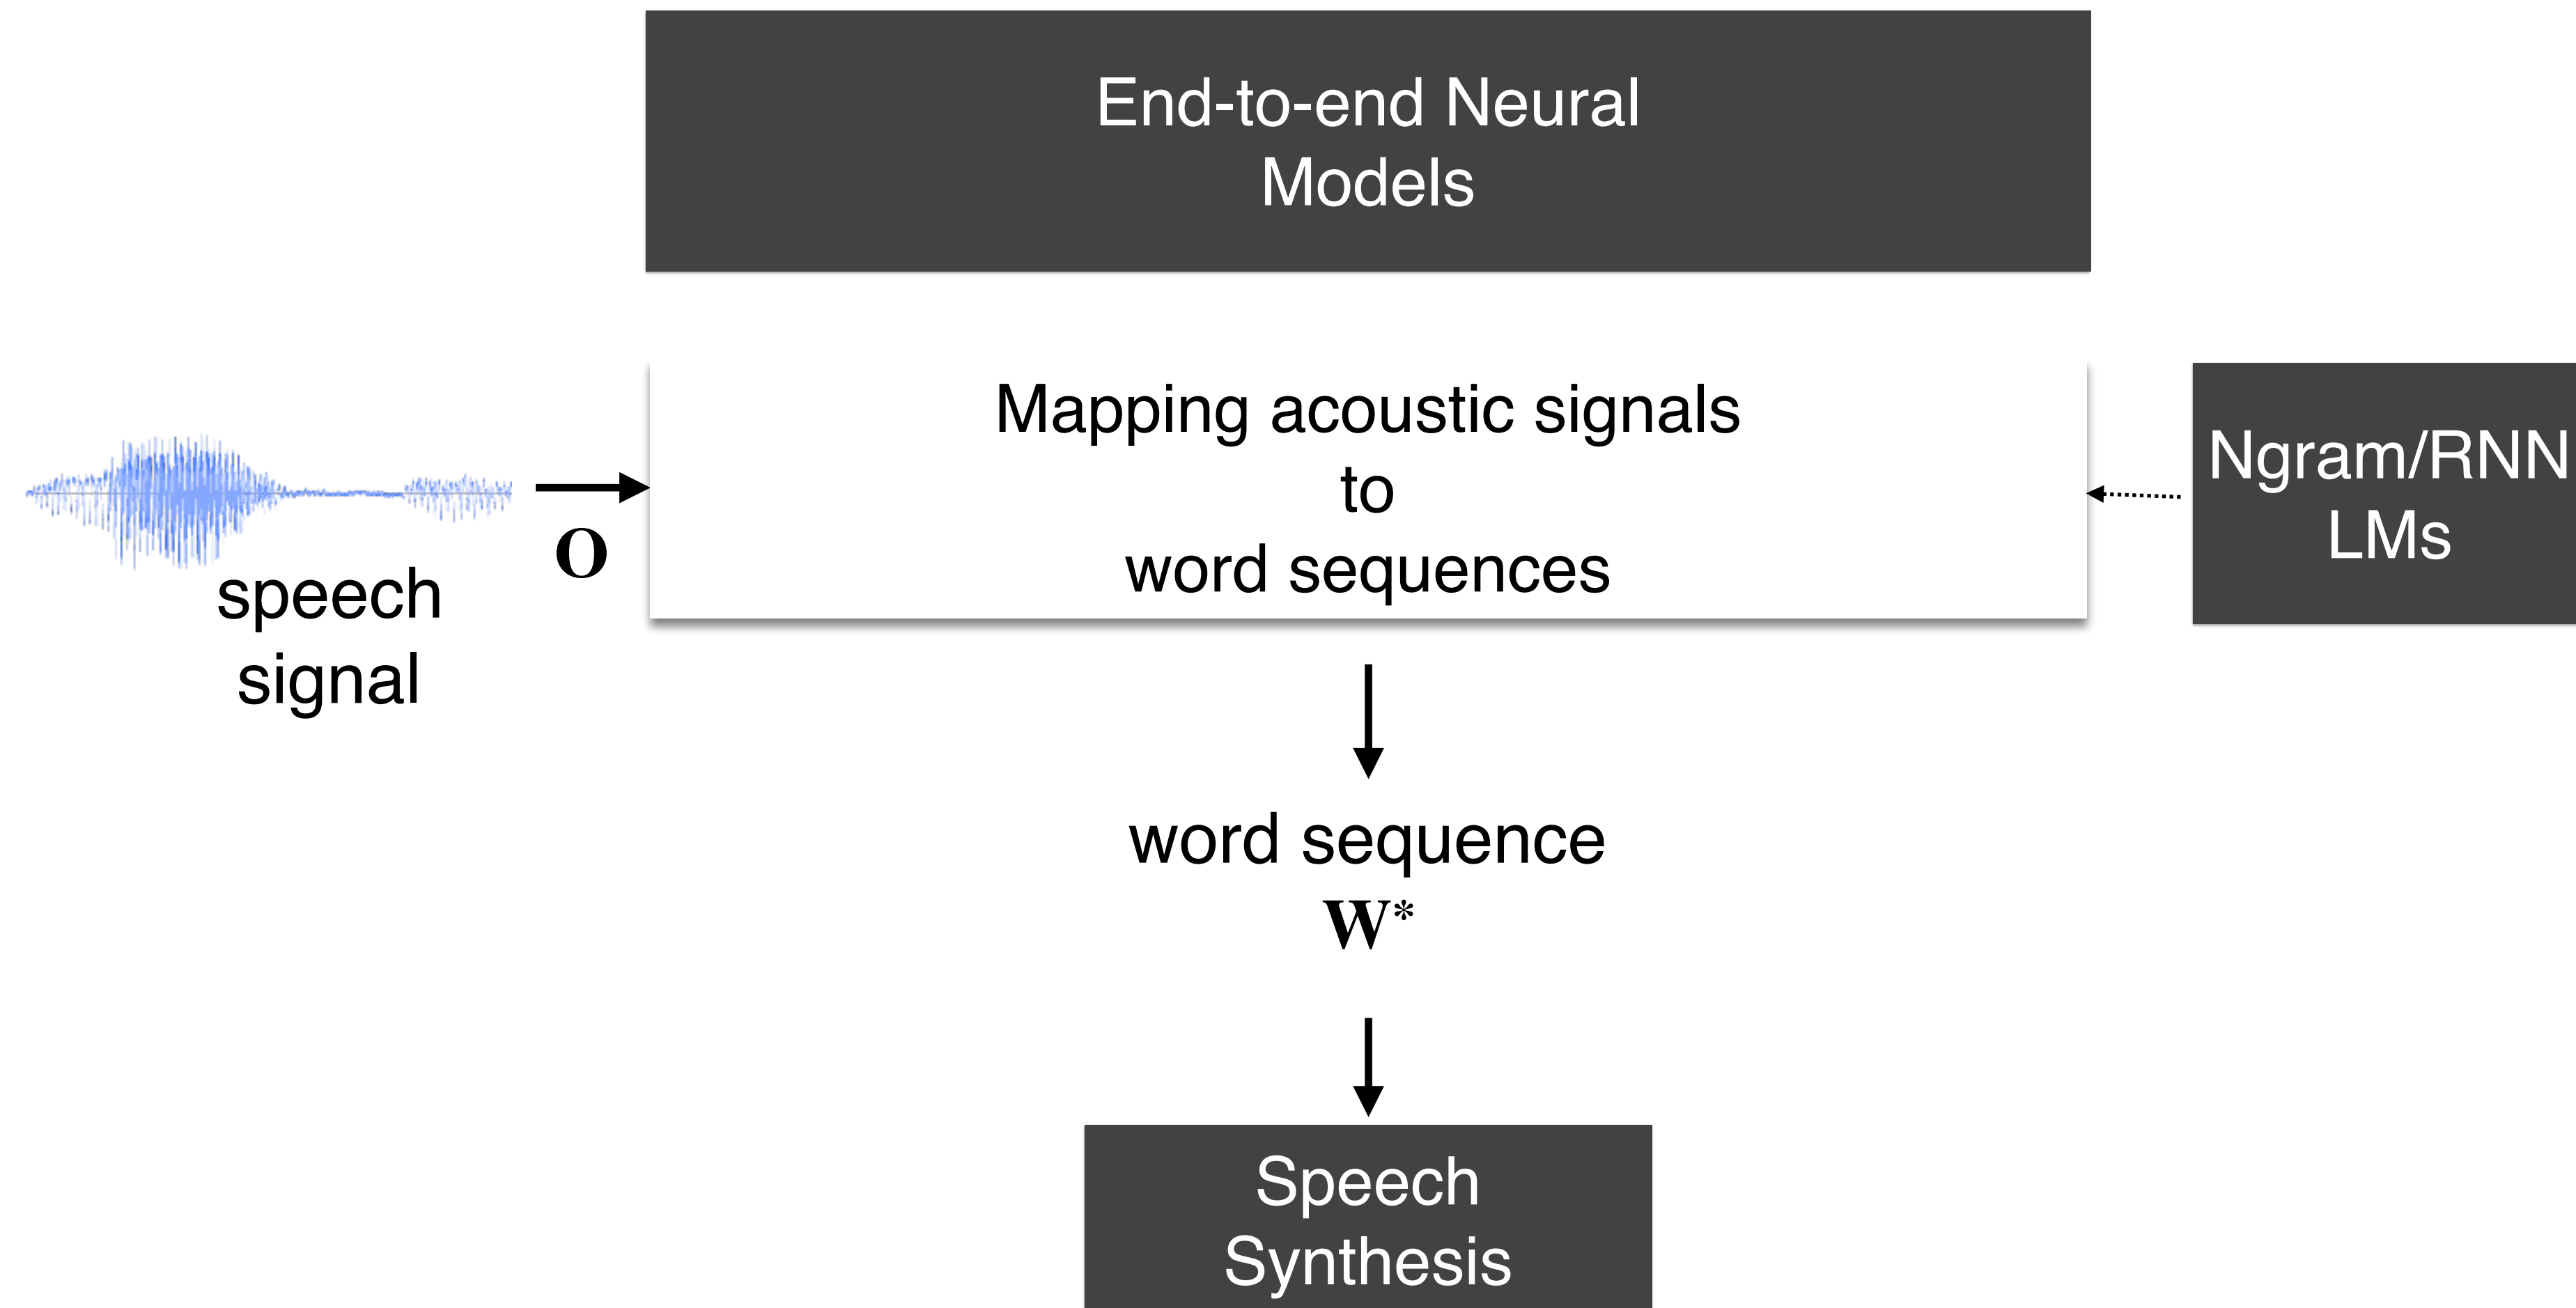 End-to-end Neural
Models
Mapping acoustic signals
to
word sequences
Ngram/RNN
LMs
O
speech
signal
word sequence
W*
Speech
Synthesis